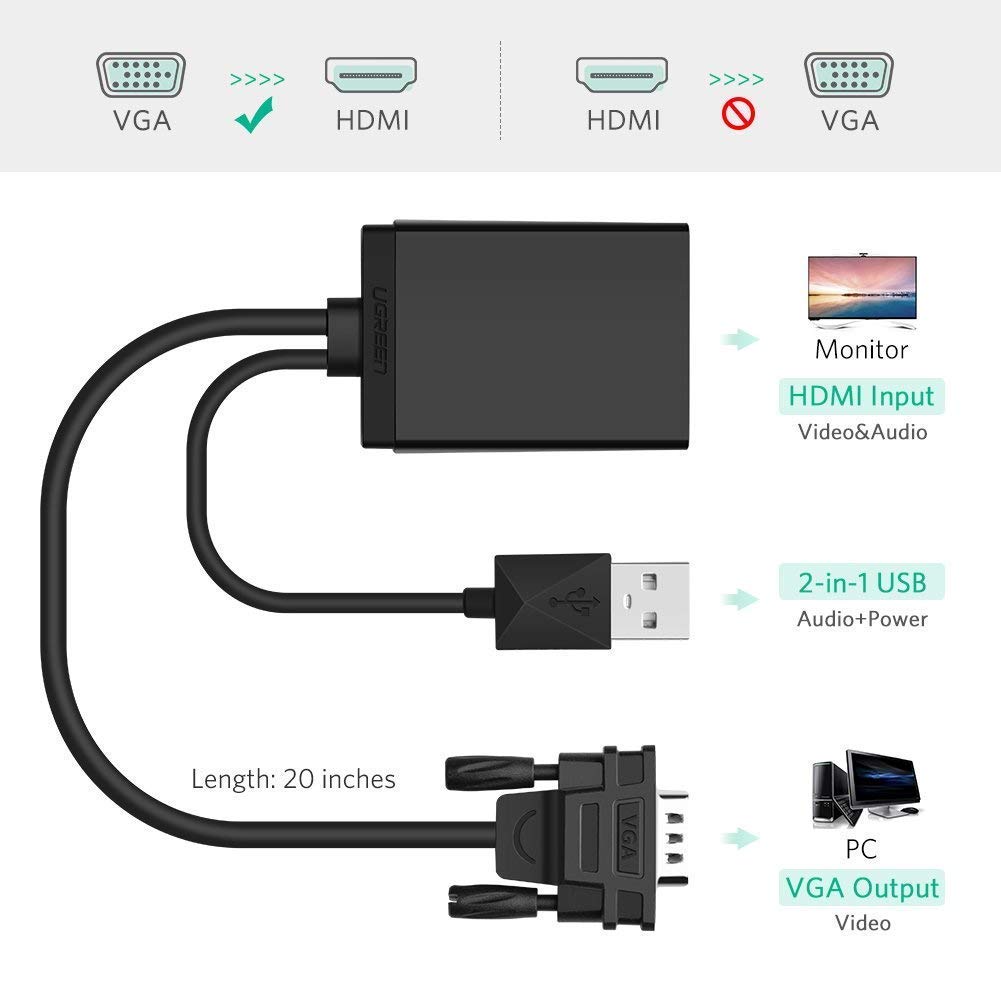 VGA >>>> HDMI
HDMI >>>> VGA
UGREEN
Monitor
HDMI Input
Video&Audio
2-in-1 USB
Audio+Power
Length: 20 inches
VGA
PC
VGA Output
Video